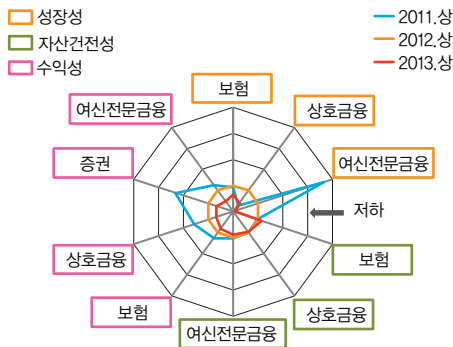 성장성
자산건전성
수익성
2011.상
2012.상
2013.상
보험
상호금융
여신전문금융
저하
보험
상호금융
여신전문금융
보험
상호금융
증권
여신전문금융